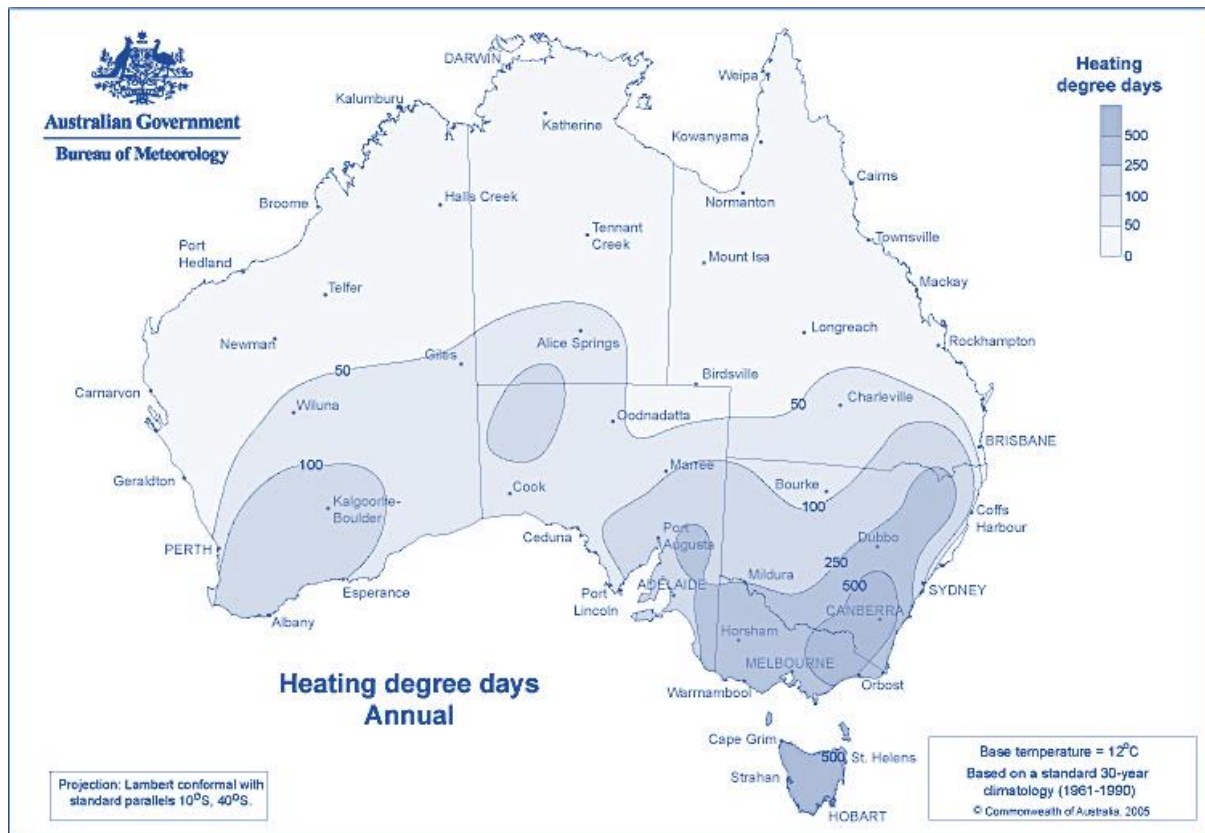 Australian Government
Bureau of Meteorology
Heating
degree days
500
250
100
50
0
DARWIN
Weipa
Kalumburu
Katherine
Kowanyama
Cairns
Halls Creek
Normanton
Broome
Tennant
Creek
Townsville
Port
Hedland
Mount Isa
Mackay
Telfer
Longreach
Newman
Alice Springs
Rockhampton
Giles
50
Birdsville
Carnarvon
Wiluna
50
Charleville
Oodnadatta
BRISBANE
100
Marree
Geraldton
Bourke
Cook
Kalgoorlie-
Boulder
100
Coffs
Harbour
Ceduna
Port
Augusta
Dubbo
PERTH
250
Mildura
500
SYDNEY
ADELAIDE
Esperance
Port
Lincoln
CANBERRA
Albany
Horsham
MELBOURNE
Orbost
Warrnambool
Heating degree days
Annual
Cape Grim
500
St. Helens
Strahan
HOBART
Projection: Lambert conformal with
standard parallels 10°S, 40°S.
Base temperature = 12°C
Based on a standard 30-year
climatology (1961-1990)
© Commonwealth of Australia, 2005